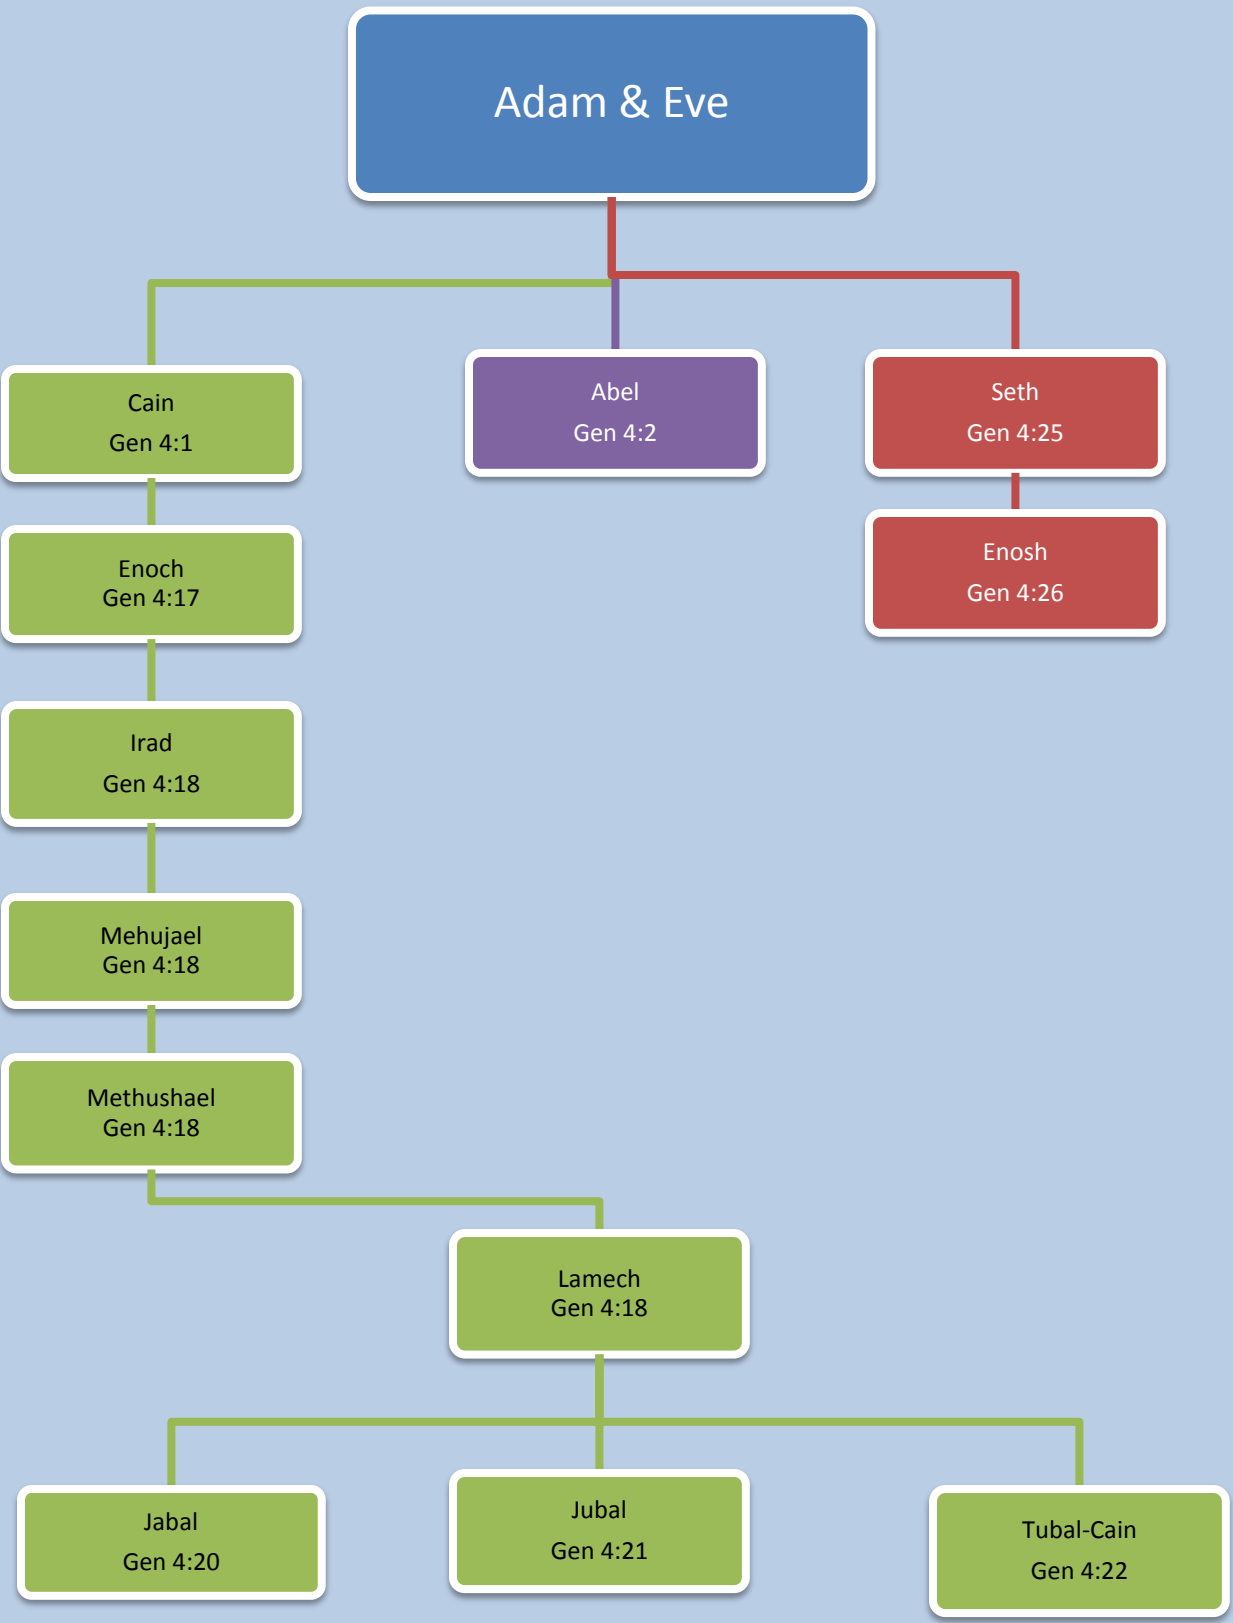 Adam & Eve
Cain
Gen 4:1
Abel
Gen 4:2
Seth
Gen 4:25
Enoch
Gen 4:17
Enosh
Gen 4:26
Irad
Gen 4:18
Mehujael
Gen 4:18
Methushael
Gen 4:18
Lamech
Gen 4:18
Jabal
Gen 4:20
Jubal
Gen 4:21
Tubal-Cain
Gen 4:22